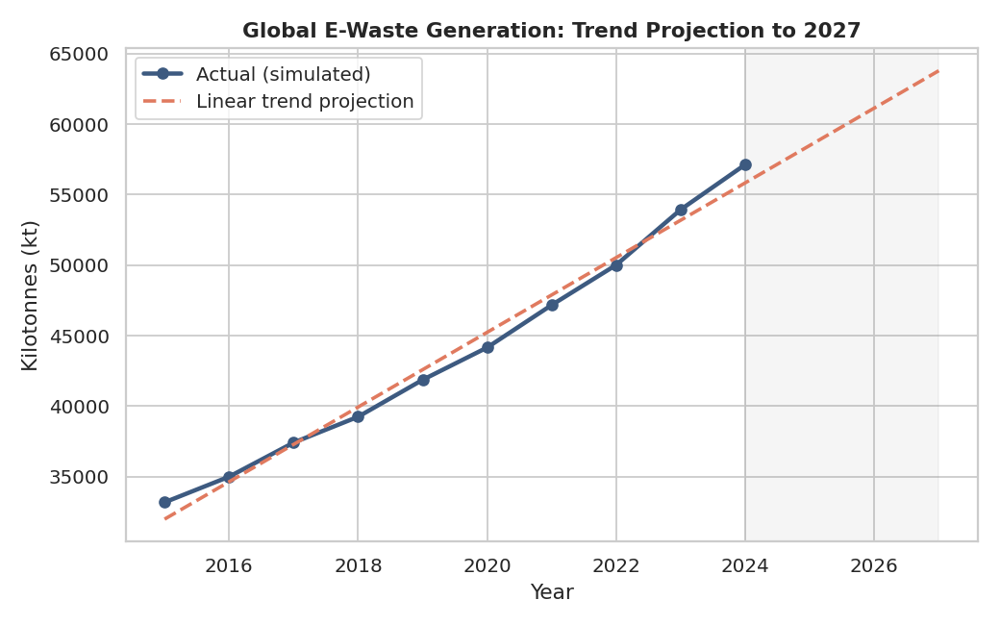 Global E-Waste Generation: Trend Projection to 2027
Actual (simulated)
Linear trend projection
Kilotonnes (kt)
65000
60000
55000
50000
45000
40000
35000
2016 2018 2020 2022 2024 2026
Year